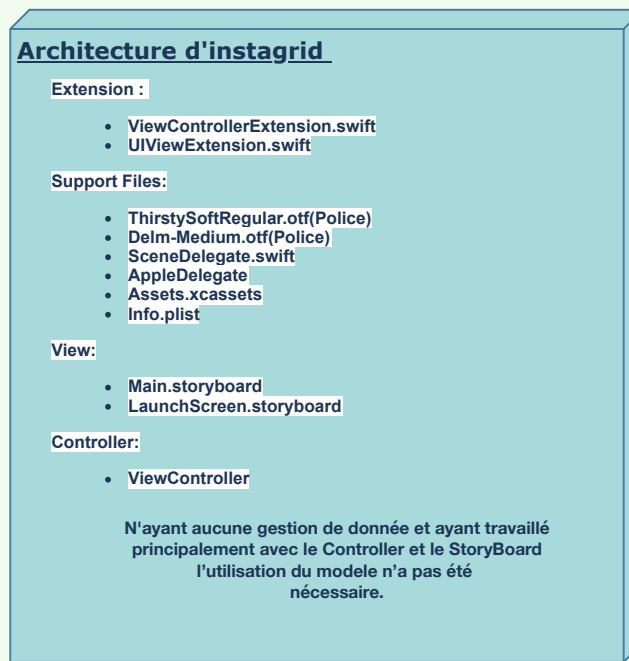 Architecture d'instagrid
Extension :
• ViewControllerExtension.swift
• UIViewExtension.swift
Support Files:
• ThirstySoftRegular.otf(Police)
• Delm-Medium.otf(Police)
• SceneDelegate.swift
• AppleDelegate
• Assets.xcassets
• Info.plist
View:
• Main.storyboard
• LaunchScreen.storyboard
Controller:
• ViewController
N'ayant aucune gestion de donnée et ayant travaillé
principalement avec le Controller et le StoryBoard
l’utilisation du modele n’a pas été
nécessaire.